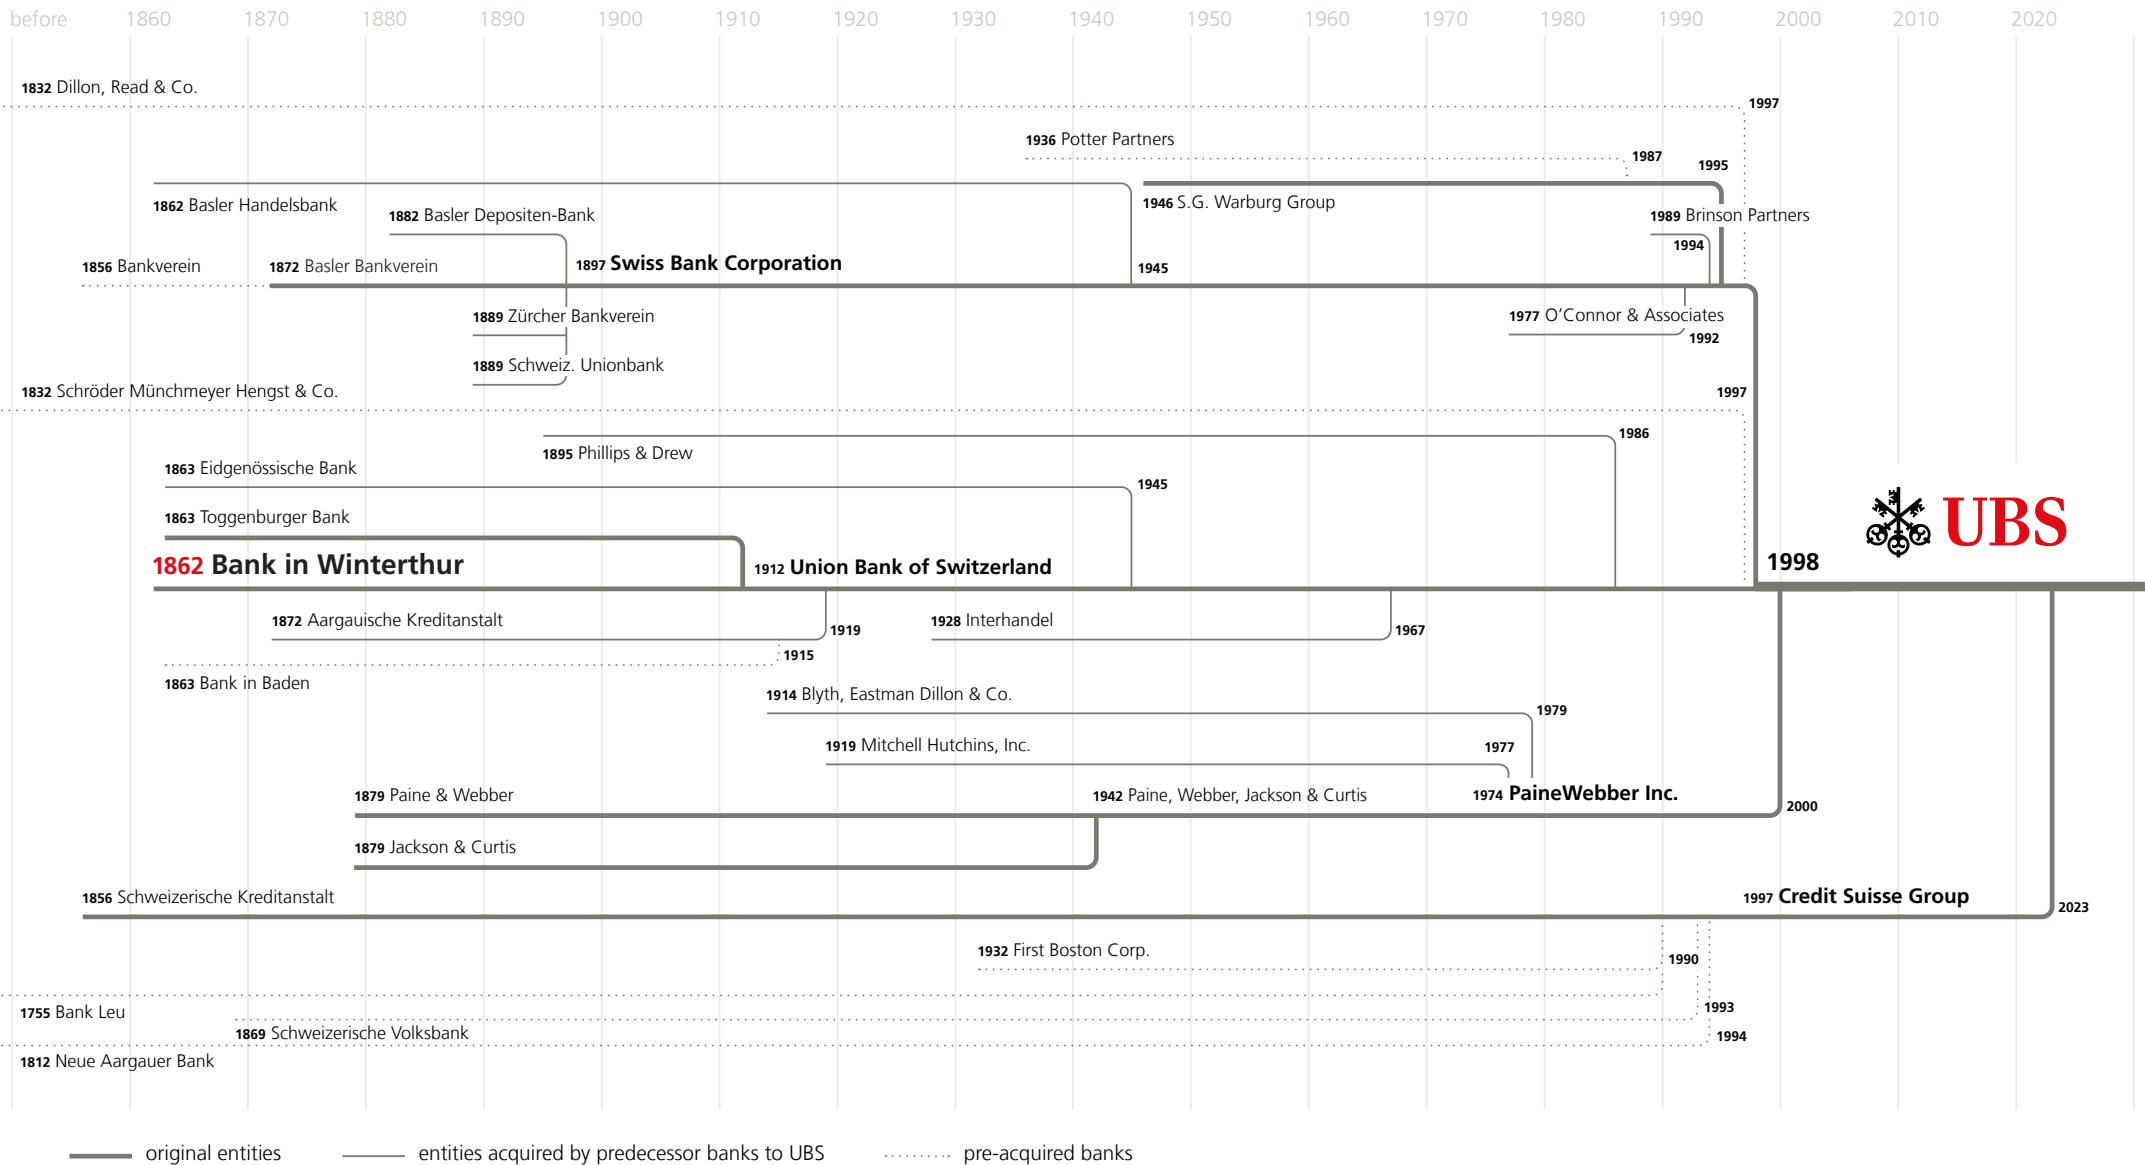 before 1860 1870 1880 1890 1900 1910 1920 1930 1940 1950 1960 1970 1980 1990 2000 2010 2020
1832 Dillon, Read & Co.
1997
1936 Potter Partners
1987
1995
1862 Basler Handelsbank
1946 S.G. Warburg Group
1882 Basler Depositen-Bank
1989 Brinson Partners
1994
1856 Bankverein
1872 Basler Bankverein
1897 Swiss Bank Corporation
1945
1889 Zürcher Bankverein
1977 O’Connor & Associates
1992
1889 Schweiz. Unionbank
1832 Schröder Münchmeyer Hengst & Co.
1997
1986
1895 Phillips & Drew
1863 Eidgenössische Bank
1945
1863 Toggenburger Bank
UBS
1862 Bank in Winterthur
1912 Union Bank of Switzerland
1998
1872 Aargauische Kreditanstalt
1919
1928 Interhandel
1967
1915
1863 Bank in Baden
1914 Blyth, Eastman Dillon & Co.
1979
1919 Mitchell Hutchins, Inc.
1977
1879 Paine & Webber
1942 Paine, Webber, Jackson & Curtis
1974 PaineWebber Inc.
2000
1879 Jackson & Curtis
1856 Schweizerische Kreditanstalt
1997 Credit Suisse Group
2023
1932 First Boston Corp.
1990
1755 Bank Leu
1993
1869 Schweizerische Volksbank
1994
1812 Neue Aargauer Bank
original entities
entities acquired by predecessor banks to UBS
pre-acquired banks